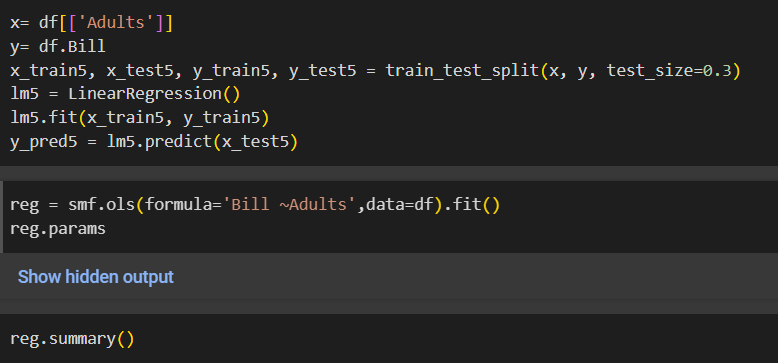 x= df[['Adults']]
y= df.Bill
x_train5, x_test5, y_train5, y_test5 = train_test_split(x, y, test_size=0.3)
lm5 = LinearRegression()
lm5.fit(x_train5, y_train5)
y_pred5 = lm5.predict(x_test5)
reg = smf.ols(formula='Bill ~Adults',data=df).fit()
reg.params
Show hidden output
reg.summary()